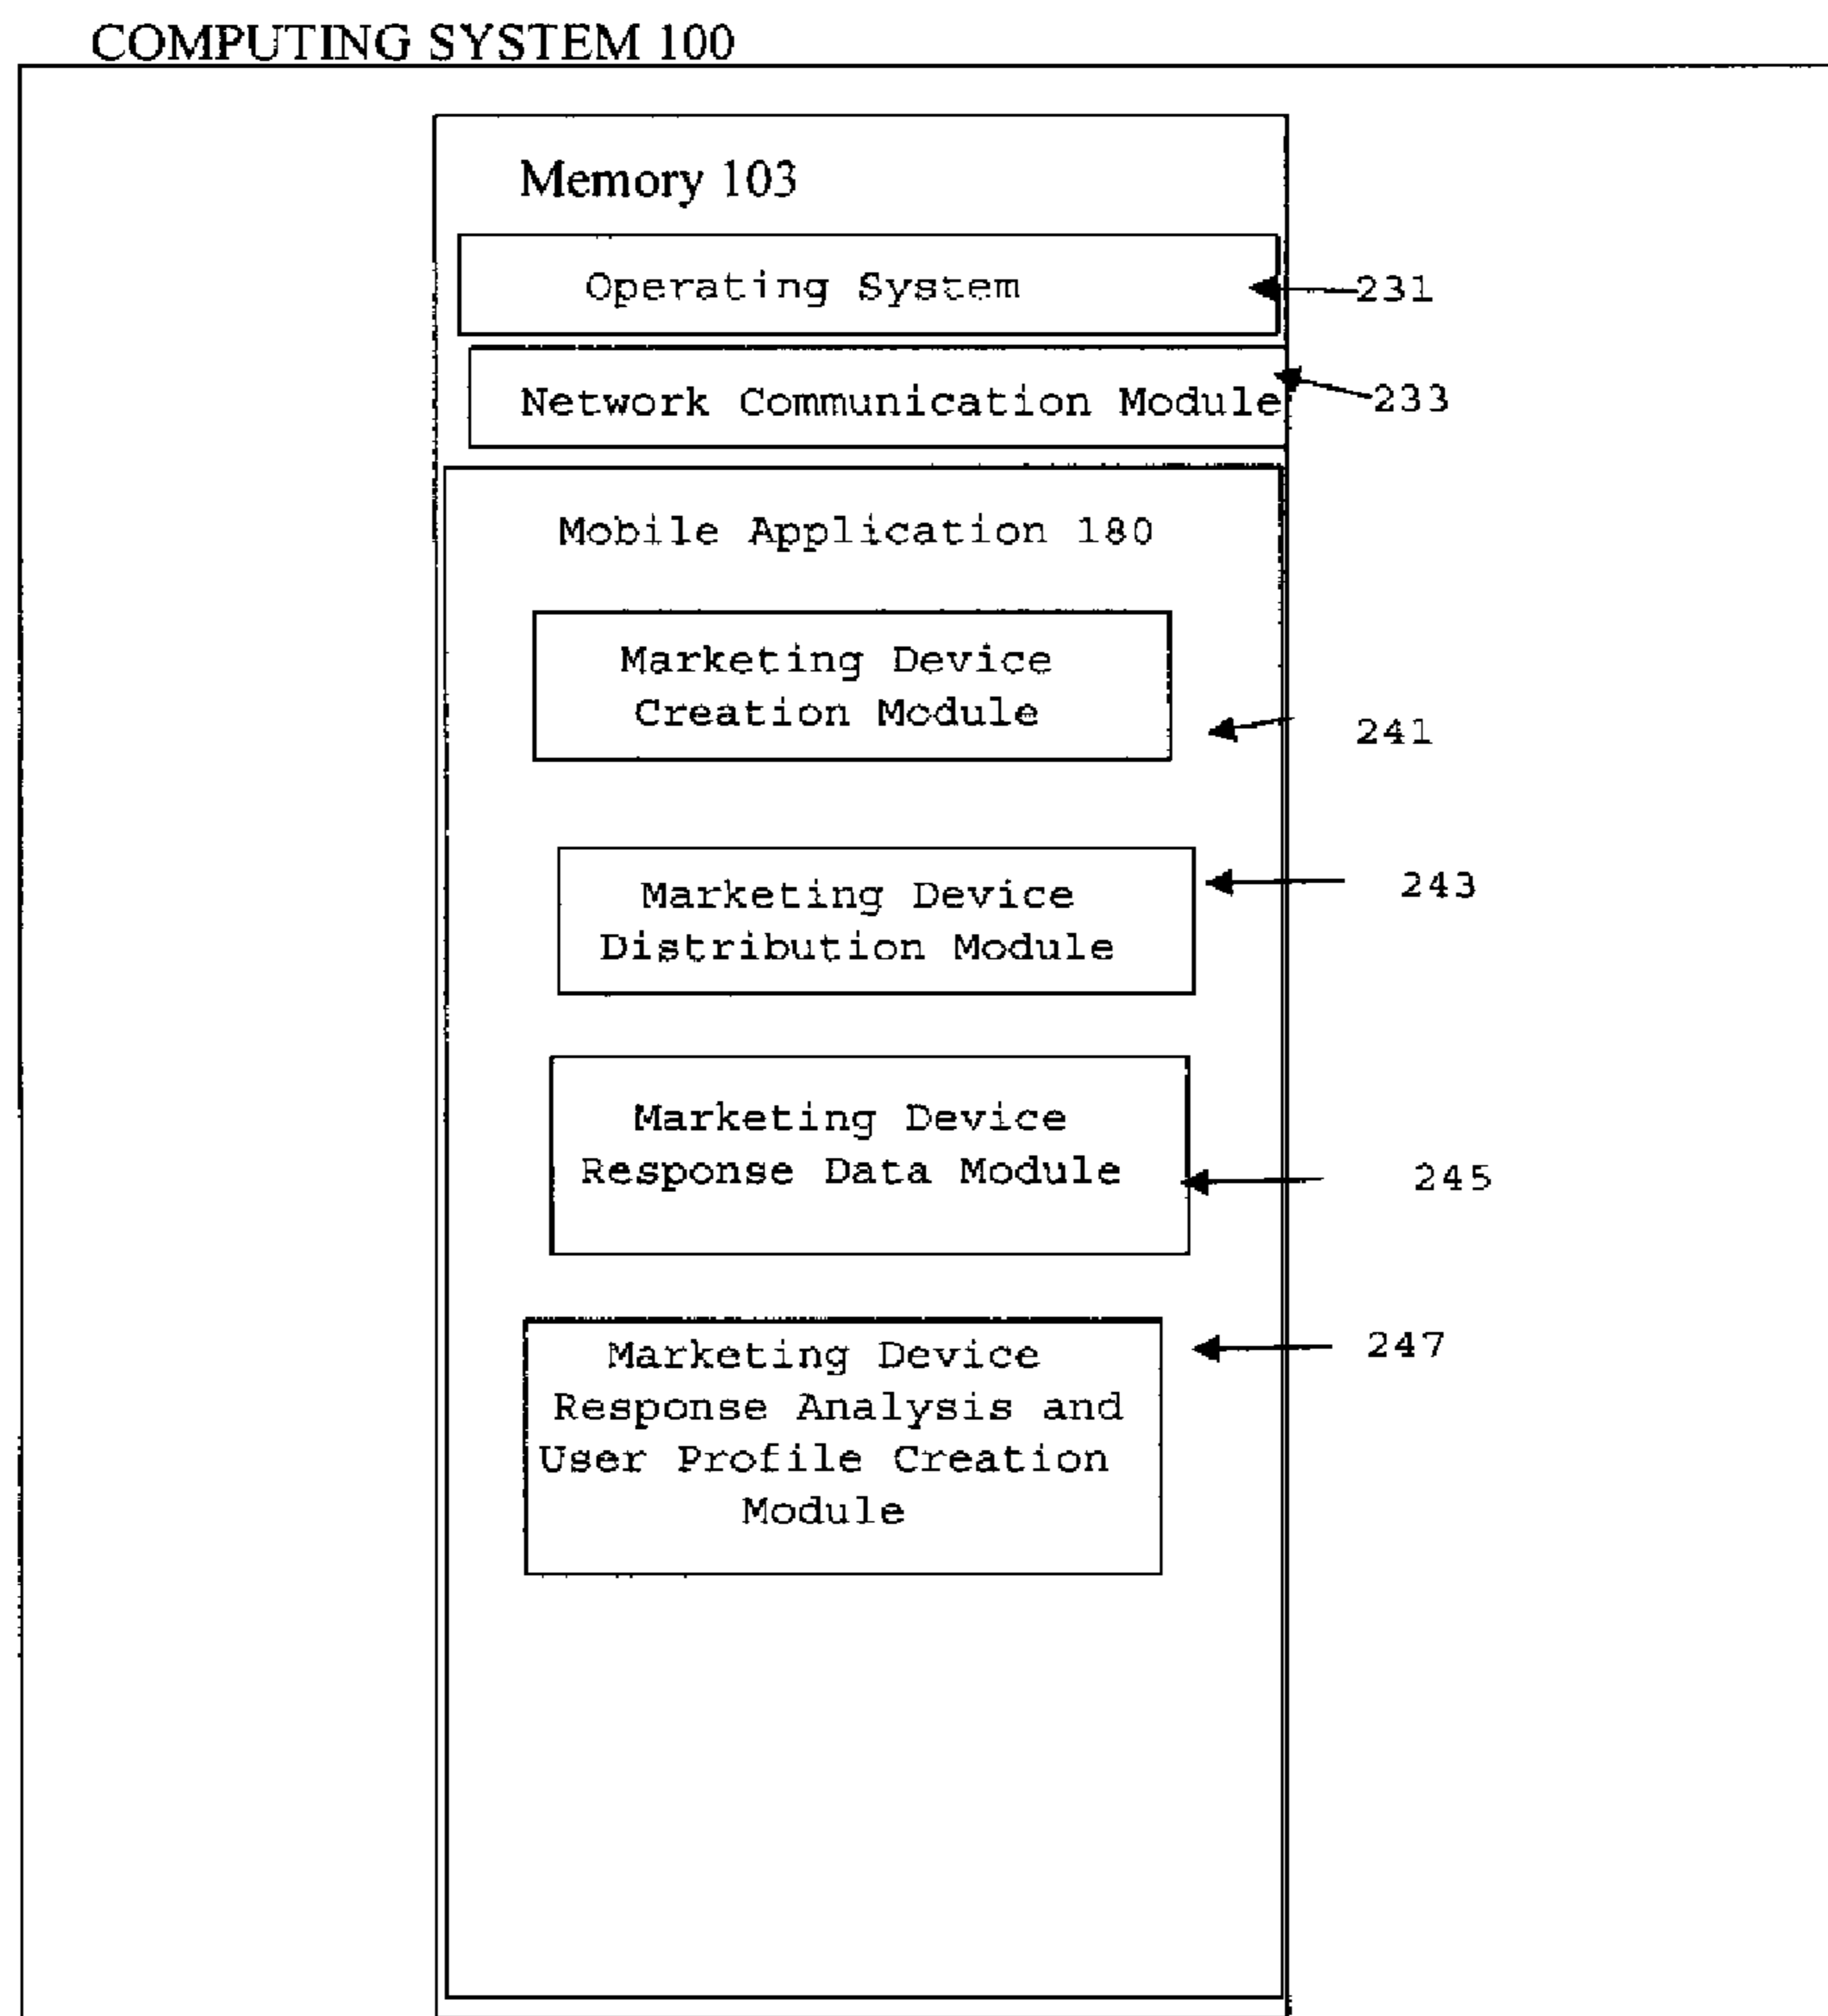 COMPUTING SYSTEM 100
Memory 103
Operating System
231
Network Communication Module
233
Mobile Application 180
Marketing Device
Creation Module
241
Marketing Device
Distribution Module
243
Marketing Device
Response Data Module
245
Marketing Device
Response Analysis and
User Profile Creation
Module
247